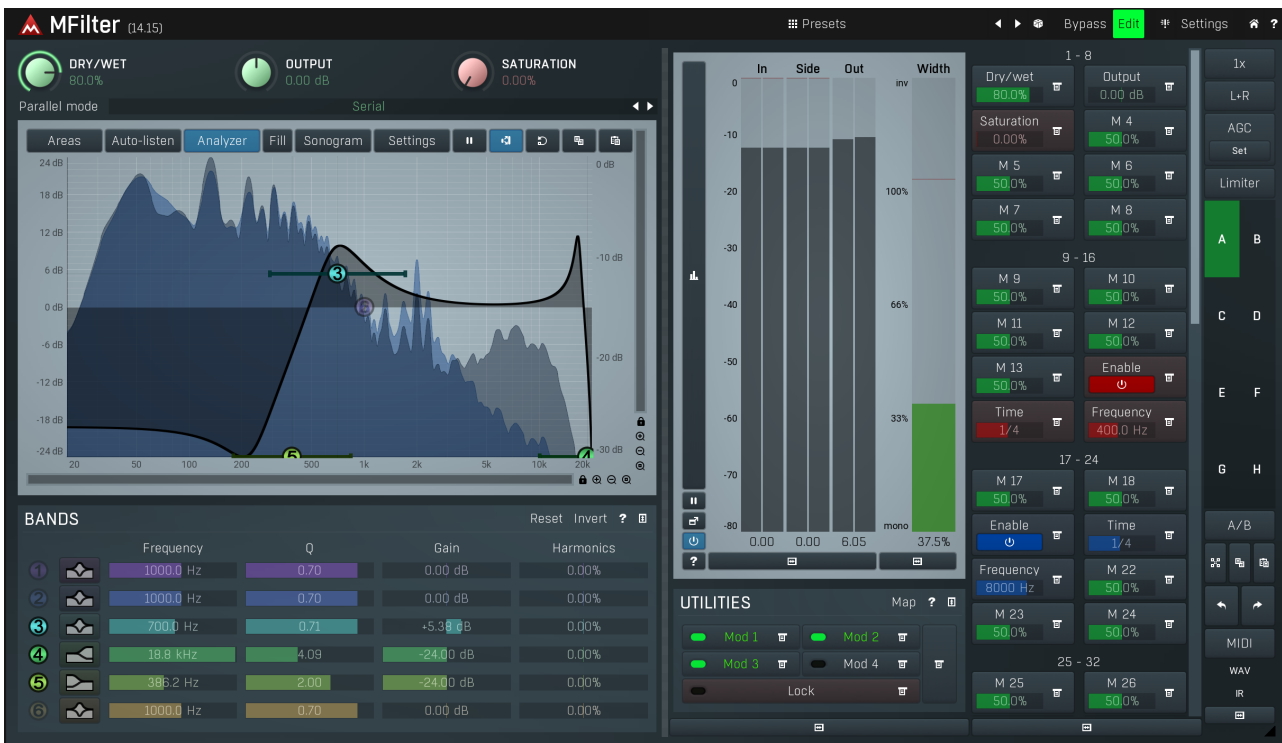 MFilter (14.15)
Presets
Bypass Edit Settings ?
DRY/WET
80.0%
OUTPUT
0.00 dB
SATURATION
0.00%
Parallel mode Serial
Areas Auto-listen Analyzer Fill Sonogram Settings
24 dB 0 dB
18 dB
12 dB
-10 dB
6 dB
0 dB
-6 dB
-20 dB
-12 dB
-18 dB
-24 dB -30 dB
3
6
5
4
20 50 100 200 500 1k 2k 5k 10k 20k
BANDS Reset Invert ?
Frequency Q Gain Harmonics
1 1000.0 Hz 0.70 0.00 dB 0.00%
2 1000.0 Hz 0.70 0.00 dB 0.00%
3 700.0 Hz 0.71 +5.38 dB 0.00%
4 18.8 kHz 4.09 -24.00 dB 0.00%
5 386.2 Hz 2.00 -24.00 dB 0.00%
6 1000.0 Hz 0.70 0.00 dB 0.00%
In Side Out Width
0 inv
-10
-20 100%
-30
-40 66%
-50
-60 33%
-70
-80 mono
0.00 0.00 6.05 37.5%
?
UTILITIES Map ?
Mod 1 Mod 2
Mod 3 Mod 4
Lock
1 - 8
Dry/wet Output
80.0% 0.00 dB
Saturation M 4
0.00% 50.0%
M 5 M 6
50.0% 50.0%
M 7 M 8
50.0% 50.0%
9 - 16
M 9 M 10
50.0% 50.0%
M 11 M 12
50.0% 50.0%
M 13 Enable
50.0%
Time Frequency
1/4 400.0 Hz
17 - 24
M 17 M 18
50.0% 50.0%
Enable Time
1/4
Frequency M 22
8000 Hz 50.0%
M 23 M 24
50.0% 50.0%
25 - 32
M 25 M 26
50.0% 50.0%
1x
L+R
AGC
Set
Limiter
A B
C D
E F
G H
A/B
MIDI
WAV
IR